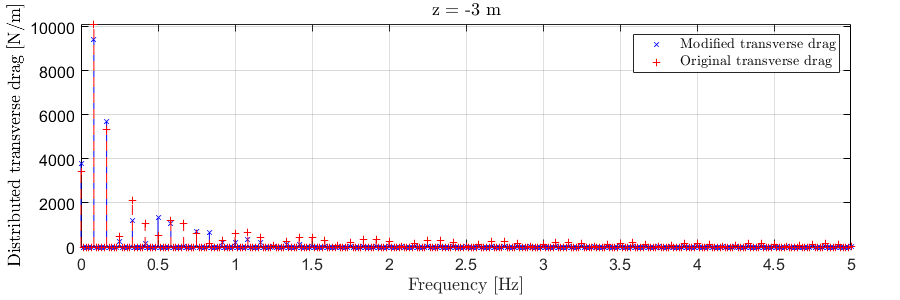 z = -3 m
Distributed transverse drag [N/m]
10000
8000
6000
4000
2000
0
Modified transverse drag
Original transverse drag
0 0.5 1 1.5 2 2.5 3 3.5 4 4.5 5
Frequency [Hz]